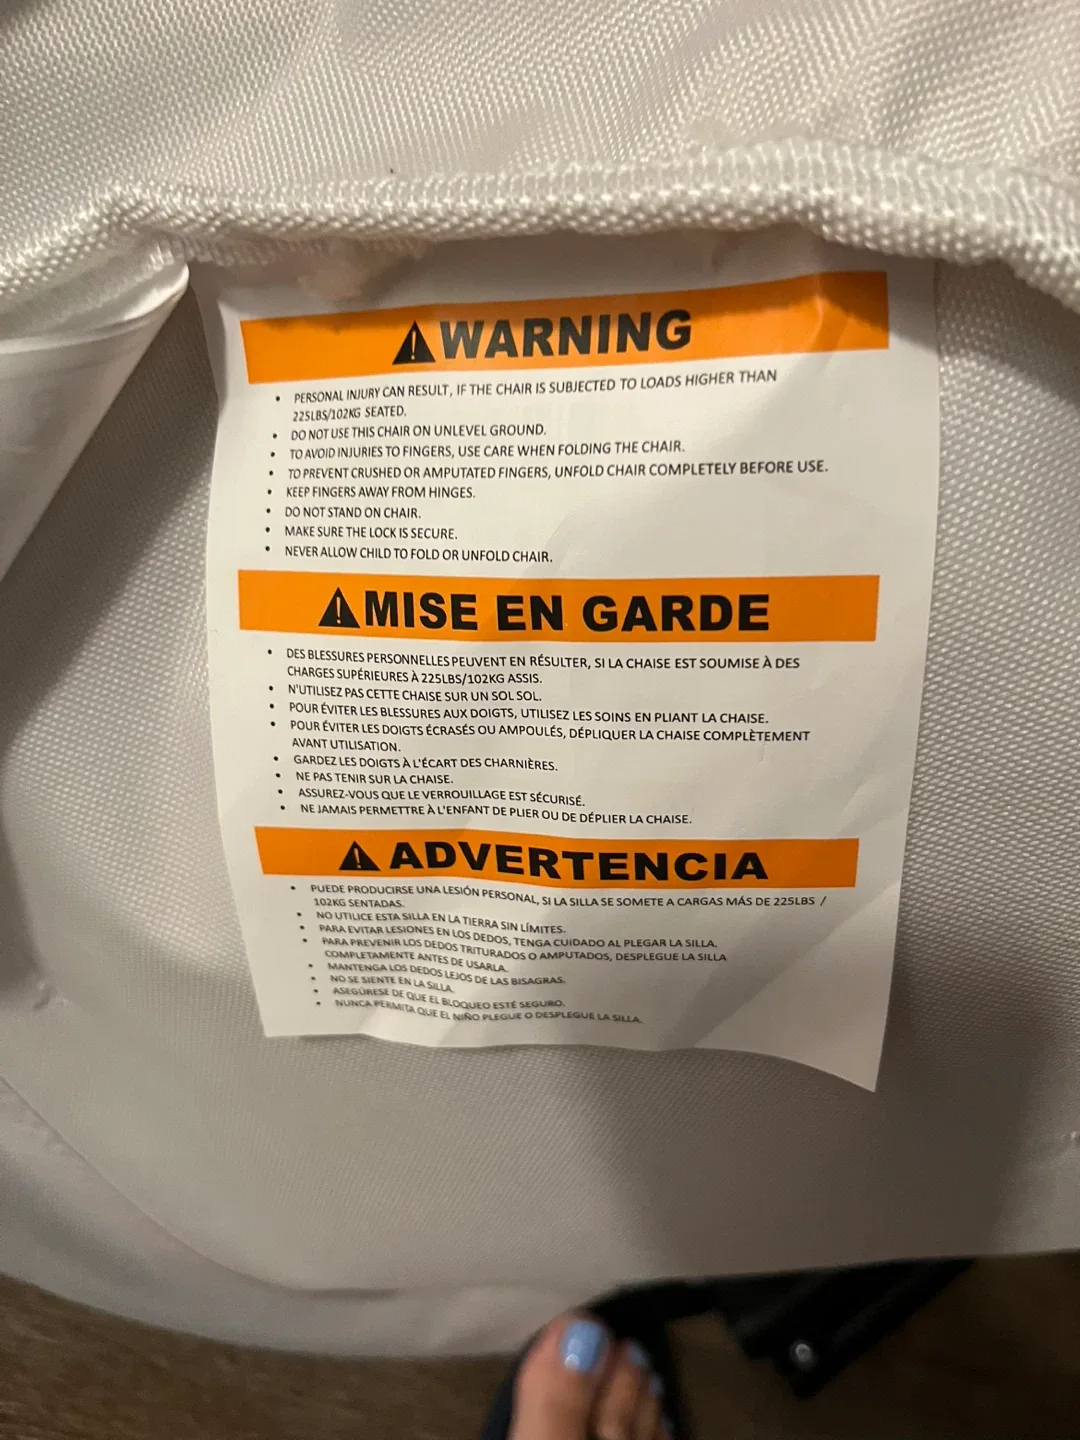 ⚠WARNING
• PERSONAL INJURY CAN RESULT, IF THE CHAIR IS SUBJECTED TO LOADS HIGHER THAN
225LBS/102KG SEATED.
• DO NOT USE THIS CHAIR ON UNLEVEL GROUND.
• TO AVOID INJURIES TO FINGERS, USE CARE WHEN FOLDING THE CHAIR.
• TO PREVENT CRUSHED OR AMPUTATED FINGERS, UNFOLD CHAIR COMPLETELY BEFORE USE.
• KEEP FINGERS AWAY FROM HINGES.
• DO NOT STAND ON CHAIR.
• MAKE SURE THE LOCK IS SECURE.
• NEVER ALLOW CHILD TO FOLD OR UNFOLD CHAIR.
⚠MISE EN GARDE
• DES BLESSURES PERSONNELLES PEUVENT EN RÉSULTER, SI LA CHAISE EST SOUMISE À DES
CHARGES SUPÉRIEURES À 225LBS/102KG ASSIS.
• N'UTILISEZ PAS CETTE CHAISE SUR UN SOL SOL.
• POUR ÉVITER LES BLESSURES AUX DOIGTS, UTILISEZ LES SOINS EN PLIANT LA CHAISE.
• POUR ÉVITER LES DOIGTS ÉCRASÉS OU AMPOULÉS, DÉPLIQUER LA CHAISE COMPLÈTEMENT
AVANT UTILISATION.
• GARDEZ LES DOIGTS À L'ÉCART DES CHARNIÈRES.
• NE PAS TENIR SUR LA CHAISE.
• ASSUREZ-VOUS QUE LE VERROUILLAGE EST SÉCURISÉ.
• NE JAMAIS PERMETTRE À L'ENFANT DE PLIER OU DE DÉPLIER LA CHAISE.
⚠ADVERTENCIA
• PUEDE PRODUCIRSE UNA LESIÓN PERSONAL, SI LA SILLA SE SOMETE A CARGAS MÁS DE 225LBS /
102KG SENTADAS.
• NO UTILICE ESTA SILLA EN LA TIERRA SIN LÍMITES.
• PARA EVITAR LESIONES EN LOS DEDOS, TENGA CUIDADO AL PLEGAR LA SILLA.
• PARA PREVENIR LOS DEDOS TRITURADOS O AMPUTADOS, DESPLEGUE LA SILLA
COMPLETAMENTE ANTES DE USARLA.
• MANTENGA LOS DEDOS LEJOS DE LAS BISAGRAS.
• NO SE SIENTE EN LA SILLA.
• ASEGÚRESE DE QUE EL BLOQUEO ESTÉ SEGURO.
• NUNCA PERMITA QUE EL NIÑO PLEGUE O DESPLEGUE LA SILLA.